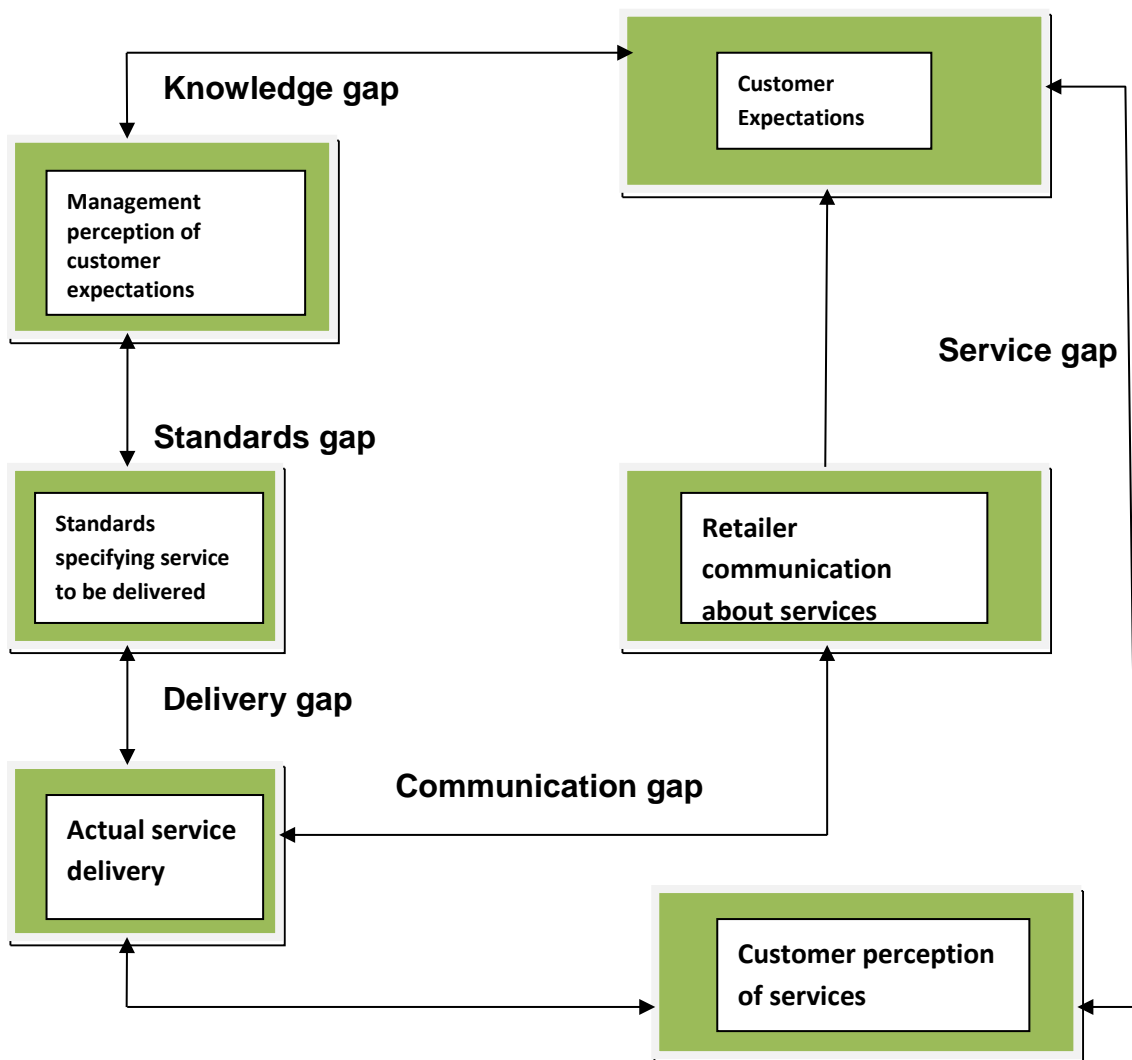 Knowledge gap
Customer
Expectations
Management
perception of
customer
expectations
Service gap
Standards gap
Standards
specifying service
to be delivered
Retailer
communication
about services
Delivery gap
Communication gap
Actual service
delivery
Customer perception
of services